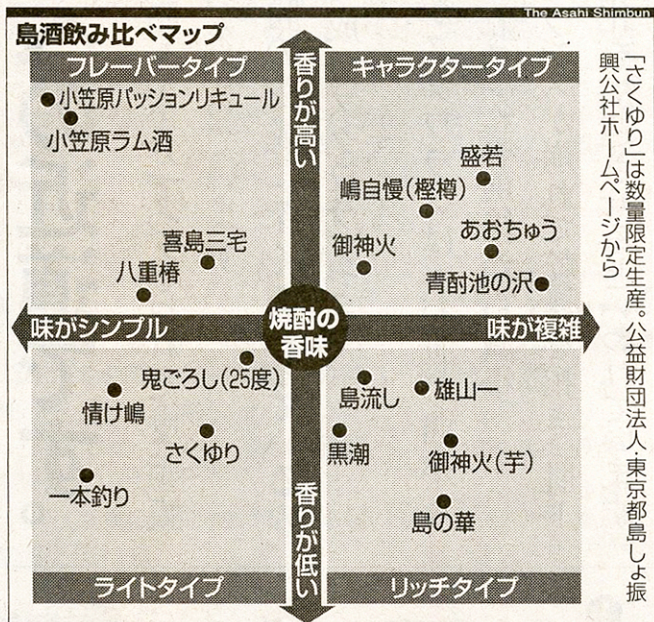 The Asahi Shimbun
島酒飲み比べマップ
フレーバータイプ
香りが高い
キャラクタータイプ
小笠原パッションリキュール
小笠原ラム酒
喜島三宅
八重椿
盛若
嶋自慢(樫樽)
御神火
あおちゅう
青酎池の沢
味がシンプル
焼酎の
香味
味が複雑
鬼ごろし(25度)
情け嶋
さくゆり
一本釣り
島流し
雄山一
黒潮
御神火(芋)
島の華
香りが低い
ライトタイプ
リッチタイプ
「さくゆり」は数量限定生産。公益財団法人・東京都島しょ振
興公社ホームページから